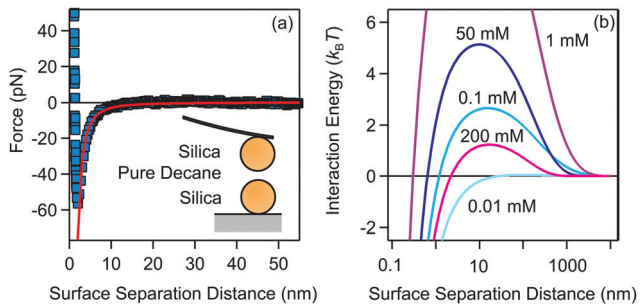 (a)
40
20
0
-20
-40
-60
Force (pN)
Silica
Pure Decane
Silica
0 10 20 30 40 50
Surface Separation Distance (nm)
(b)
6
4
2
0
-2
Interaction Energy (kBT)
50 mM
1 mM
0.1 mM
200 mM
0.01 mM
0.1 10 1000
Surface Separation Distance (nm)